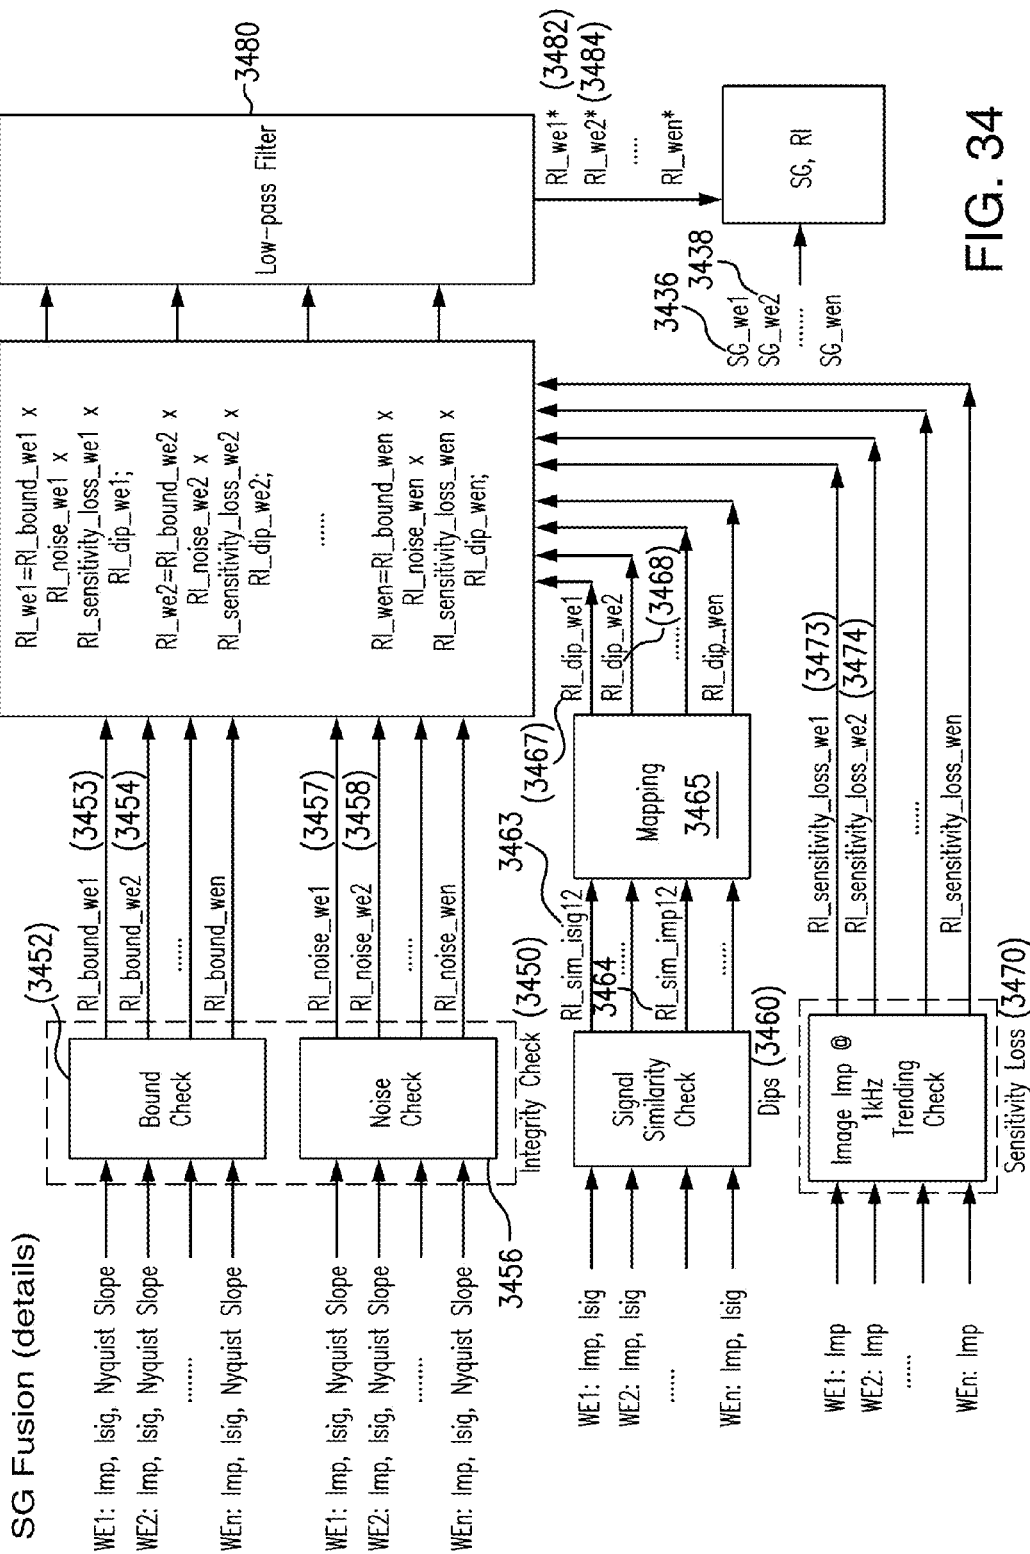 SG Fusion (details)
WE1: Imp, Isig, Nyquist Slope
WE2: Imp, Isig, Nyquist Slope
........
WEn: Imp, Isig, Nyquist Slope
(3452)
Bound
Check
RI_bound_we1
(3453)
RI_bound_we2
(3454)
......
RI_bound_wen
WE1: Imp, Isig, Nyquist Slope
WE2: Imp, Isig, Nyquist Slope
........
WEn: Imp, Isig, Nyquist Slope
3456
Noise
Check
RI_noise_we1
(3457)
RI_noise_we2
(3458)
......
RI_noise_wen
Integrity Check (3450)
WE1: Imp, Isig
WE2: Imp, Isig
......
WEn: Imp, Isig
Signal
Similarity
Check
Dips (3460)
RI_sim_isig12
3463
......
3464
RI_sim_imp12
......
Mapping
3465
(3467)
RI_dip_we1
RI_dip_we2
(3468)
......
RI_dip_wen
WE1: Imp
WE2: Imp
......
WEn: Imp
Image Imp @
1kHz
Trending
Check
Sensitivity Loss (3470)
RI_sensitivity_loss_we1
(3473)
RI_sensitivity_loss_we2
(3474)
......
RI_sensitivity_loss_wen
RI_we1=RI_bound_we1 x
RI_noise_we1 x
RI_sensitivity_loss_we1 x
RI_dip_we1;
RI_we2=RI_bound_we2 x
RI_noise_we2 x
RI_sensitivity_loss_we2 x
RI_dip_we2;
......
RI_wen=RI_bound_wen x
RI_noise_wen x
RI_sensitivity_loss_wen x
RI_dip_wen;
Low-pass Filter
3480
RI_we1* (3482)
RI_we2* (3484)
......
RI_wen*
3436
3438
SG_we1
SG_we2
......
SG_wen
SG, RI
FIG. 34